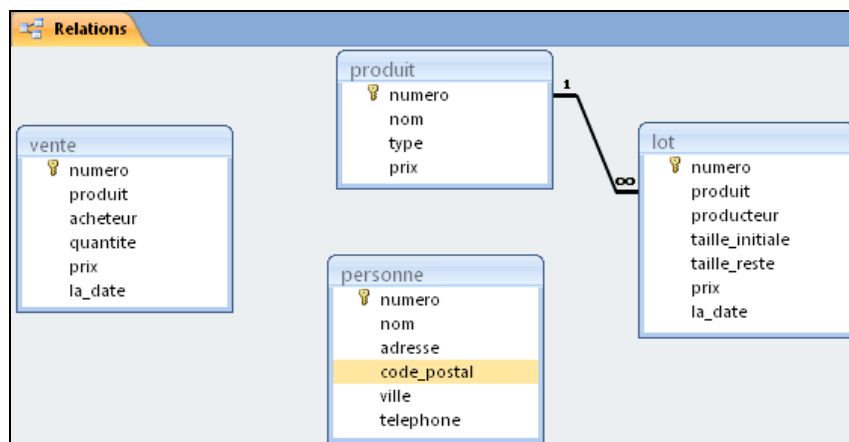 Relations
produit
numero
nom
type
prix
1
∞
vente
numero
produit
acheteur
quantite
prix
la_date
lot
numero
produit
producteur
taille_initiale
taille_reste
prix
la_date
personne
numero
nom
adresse
code_postal
ville
telephone